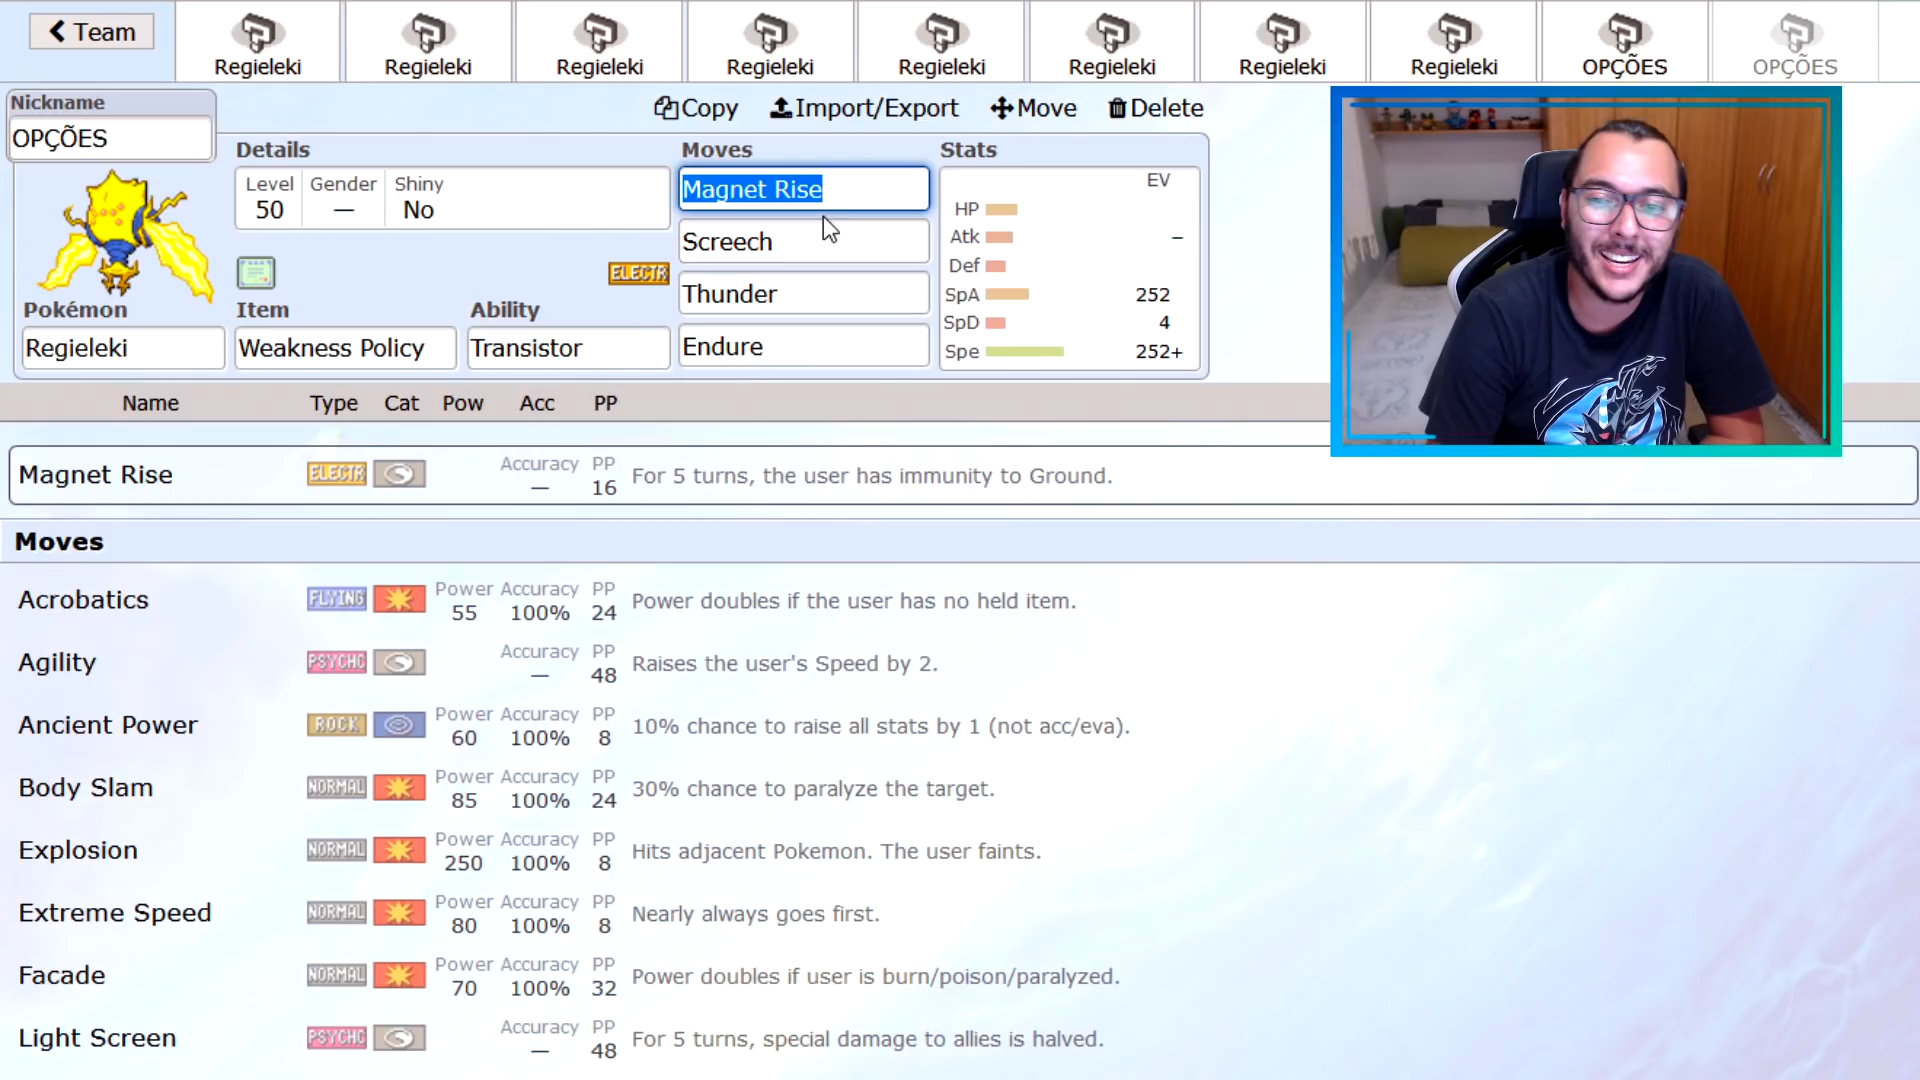 Team
Regieleki
Regieleki
Regieleki
Regieleki
Regieleki
Regieleki
Regieleki
Regieleki
OPÇÕES
OPÇÕES
Nickname
OPÇÕES
Copy Import/Export Move Delete
Details
Level Gender Shiny
50 — No
ELECTR
Pokémon
Regieleki
Item
Weakness Policy
Ability
Transistor
Moves
Magnet Rise
Screech
Thunder
Endure
Stats
EV
HP
Atk –
Def
SpA 252
SpD 4
Spe 252+
Name Type Cat Pow Acc PP
Magnet Rise ELECTR Accuracy — PP 16 For 5 turns, the user has immunity to Ground.
Moves
Acrobatics FLYING Power 55 Accuracy 100% PP 24 Power doubles if the user has no held item.
Agility PSYCHC Accuracy — PP 48 Raises the user's Speed by 2.
Ancient Power ROCK Power 60 Accuracy 100% PP 8 10% chance to raise all stats by 1 (not acc/eva).
Body Slam NORMAL Power 85 Accuracy 100% PP 24 30% chance to paralyze the target.
Explosion NORMAL Power 250 Accuracy 100% PP 8 Hits adjacent Pokemon. The user faints.
Extreme Speed NORMAL Power 80 Accuracy 100% PP 8 Nearly always goes first.
Facade NORMAL Power 70 Accuracy 100% PP 32 Power doubles if user is burn/poison/paralyzed.
Light Screen PSYCHC Accuracy — PP 48 For 5 turns, special damage to allies is halved.